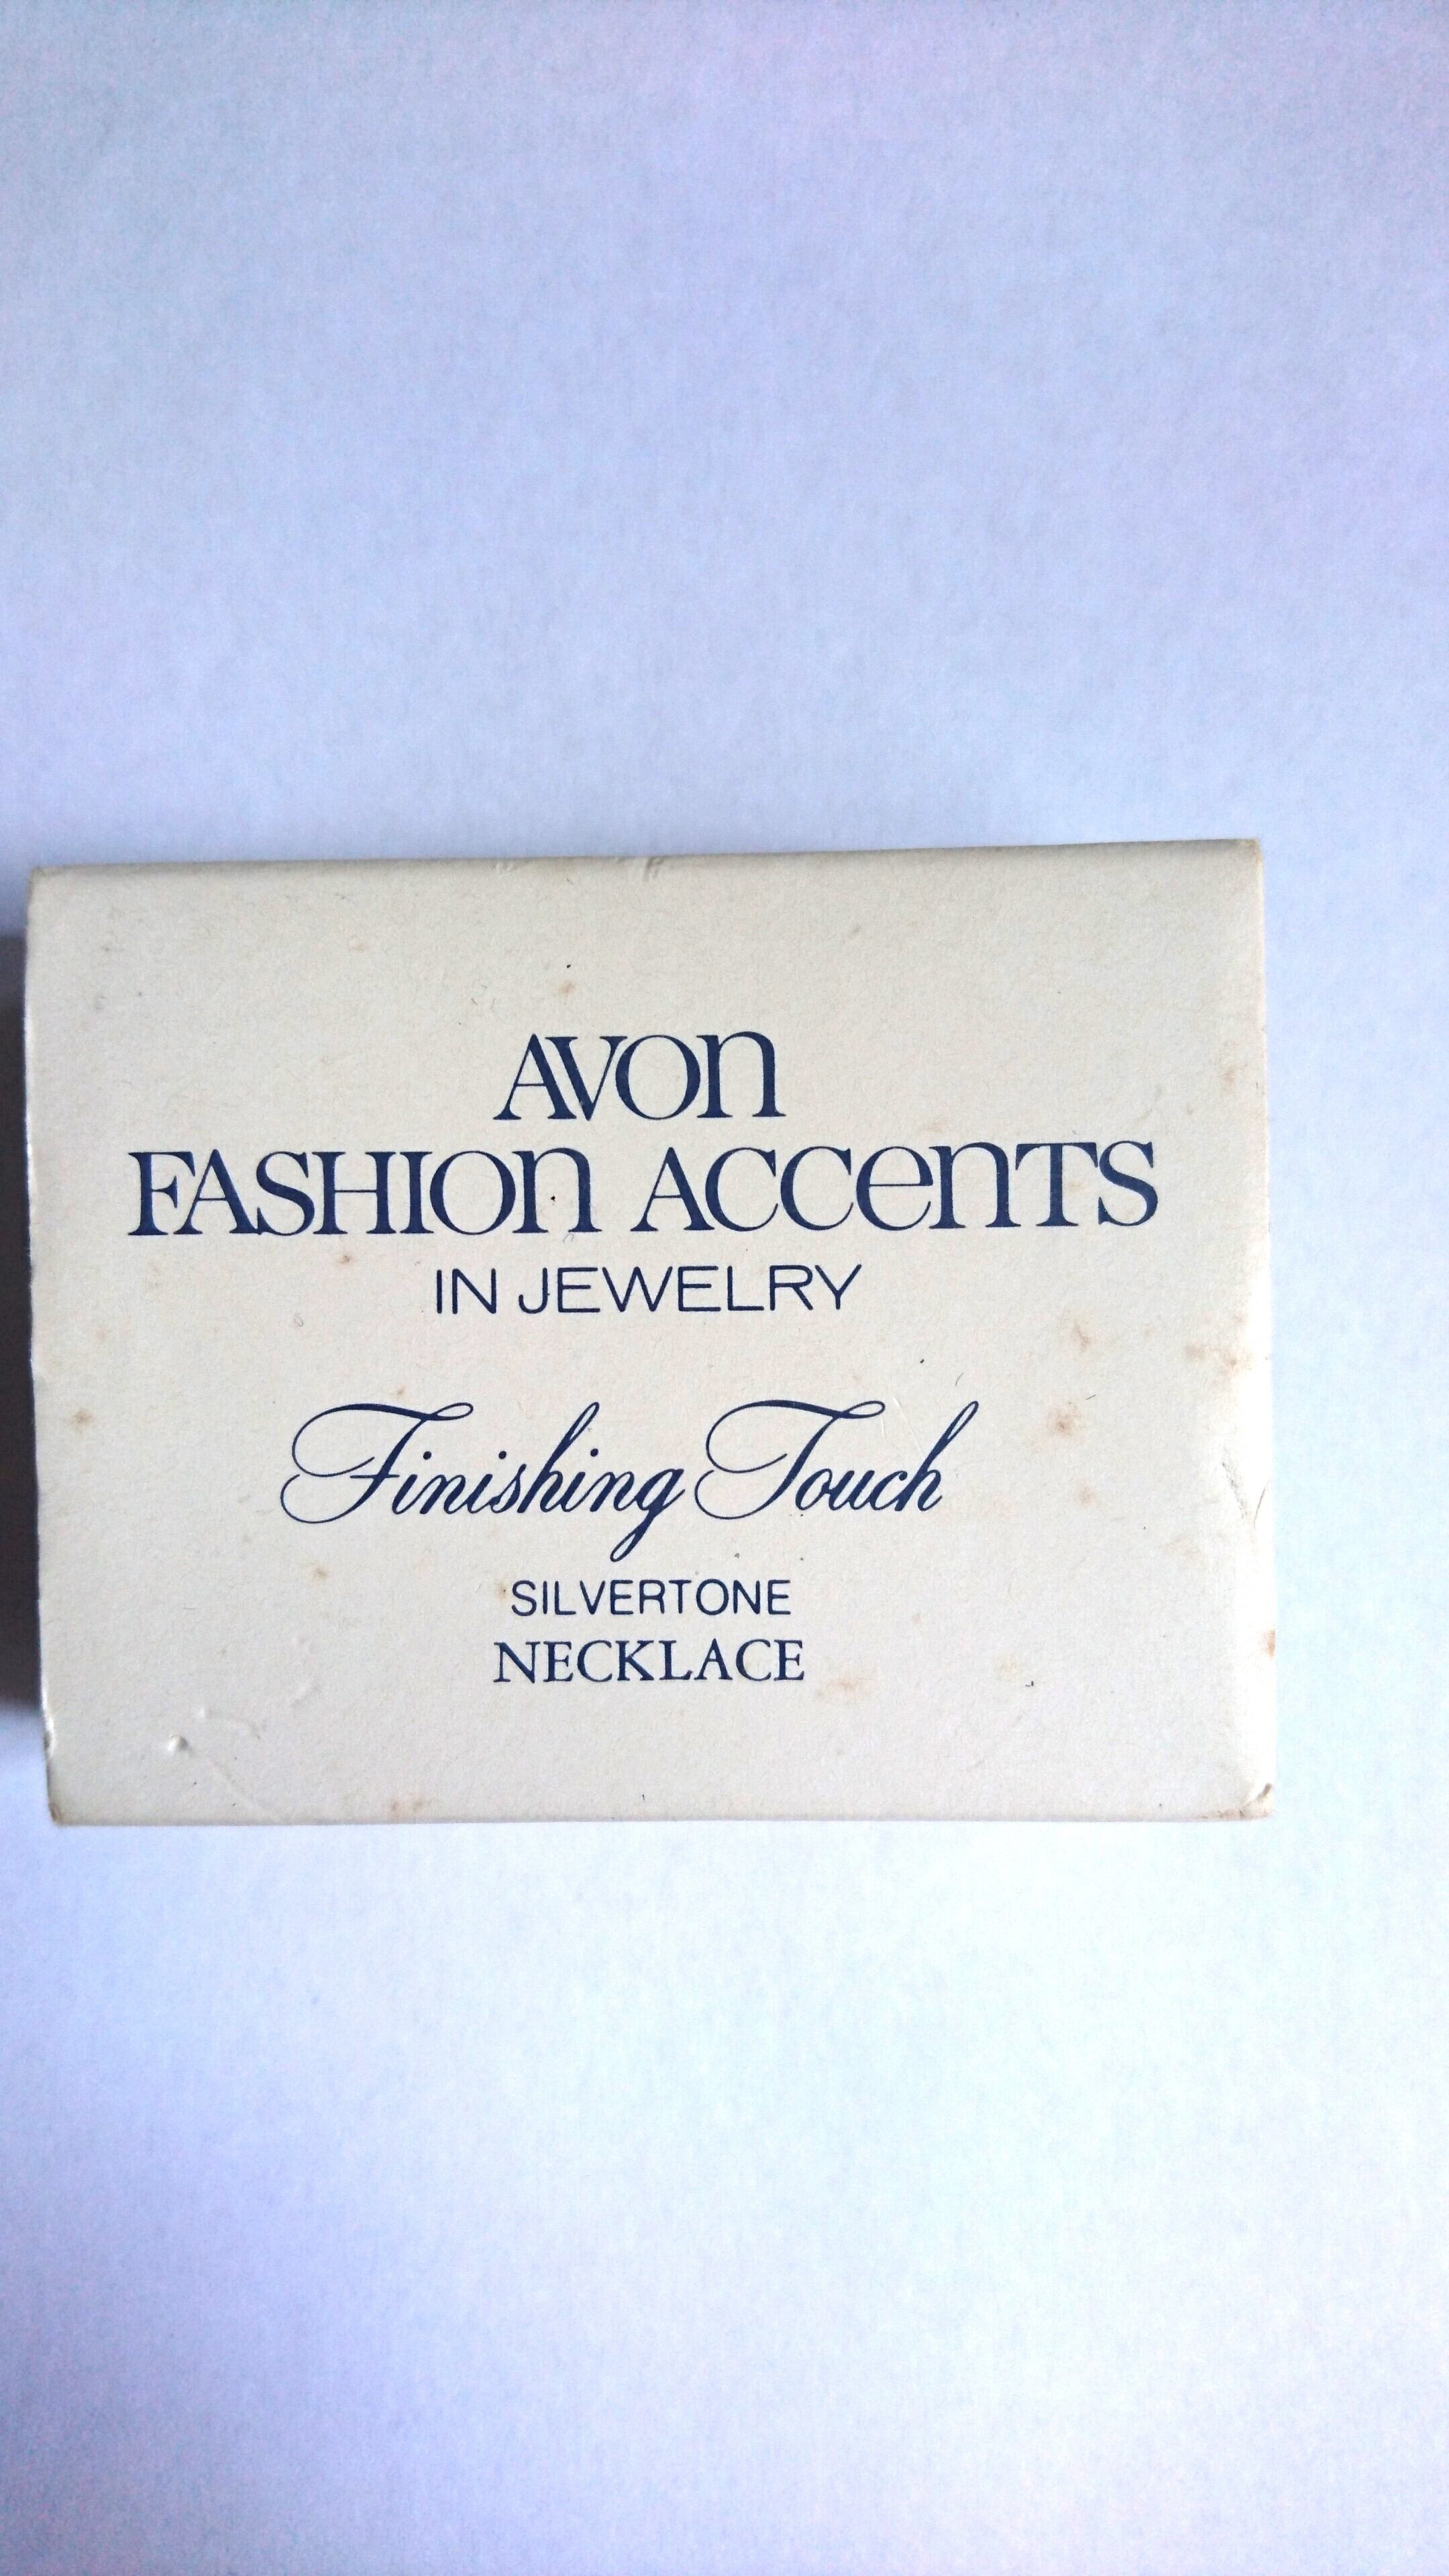 AVON
FASHION ACCENTS
IN JEWELRY
Finishing Touch
SILVERTONE
NECKLACE